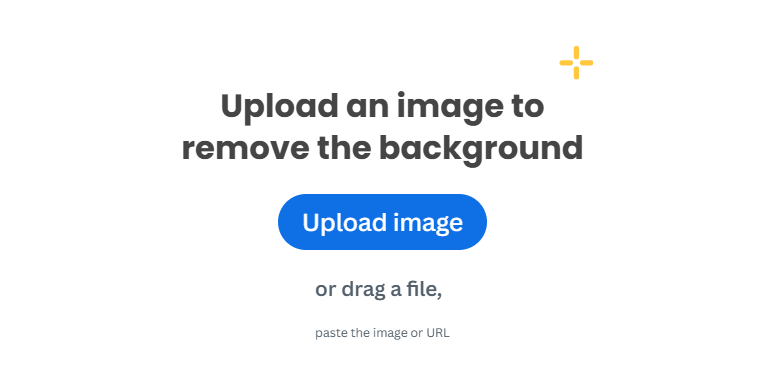 Upload an image to
remove the background
Upload image
or drag a file,
paste the image or URL